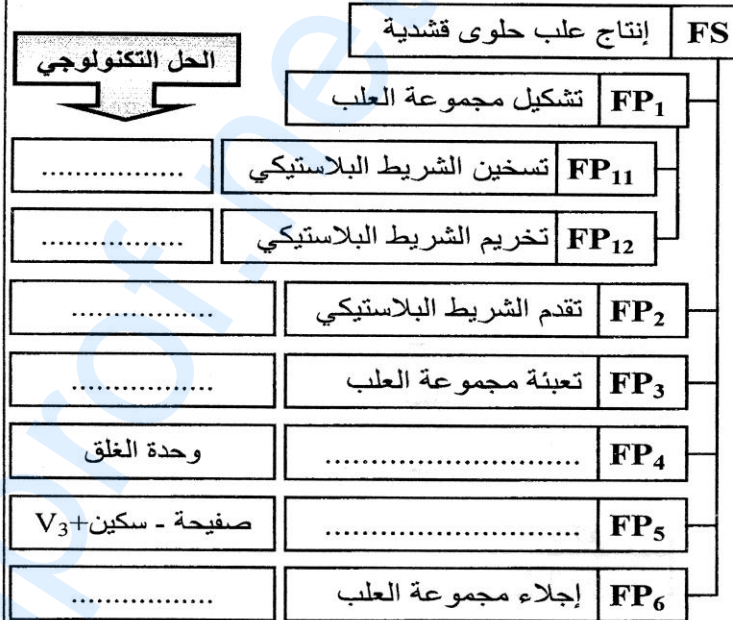 FS إنتاج علب حلوى قشدية
الحل التكنولوجي
FP1 تشكيل مجموعة العلب
FP11 تسخين الشريط البلاستيكي .................
FP12 تخريم الشريط البلاستيكي .................
FP2 تقدم الشريط البلاستيكي .................
FP3 تعبئة مجموعة العلب .................
FP4 .............................. وحدة الغلق
FP5 .............................. صفيحة - سكين+V3
FP6 إجلاء مجموعة العلب .................
prof.net